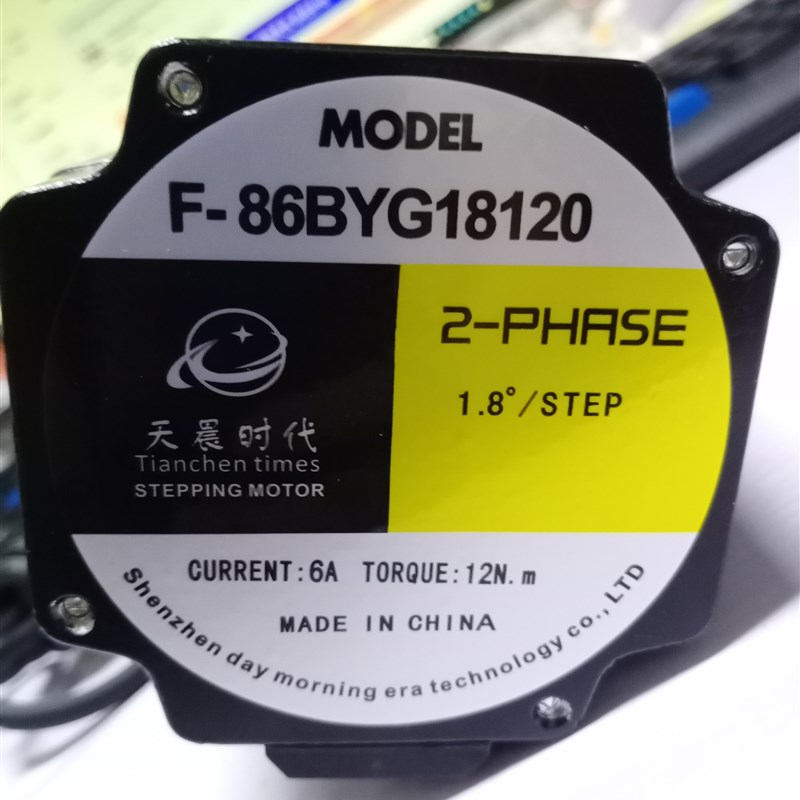 MODEL
F-86BYG18120
2-PHASE
1.8°/STEP
天晨时代
Tianchen times
STEPPING MOTOR
CURRENT:6A TORQUE:12N.m
MADE IN CHINA
Shenzhen day morning era technology co., LTD